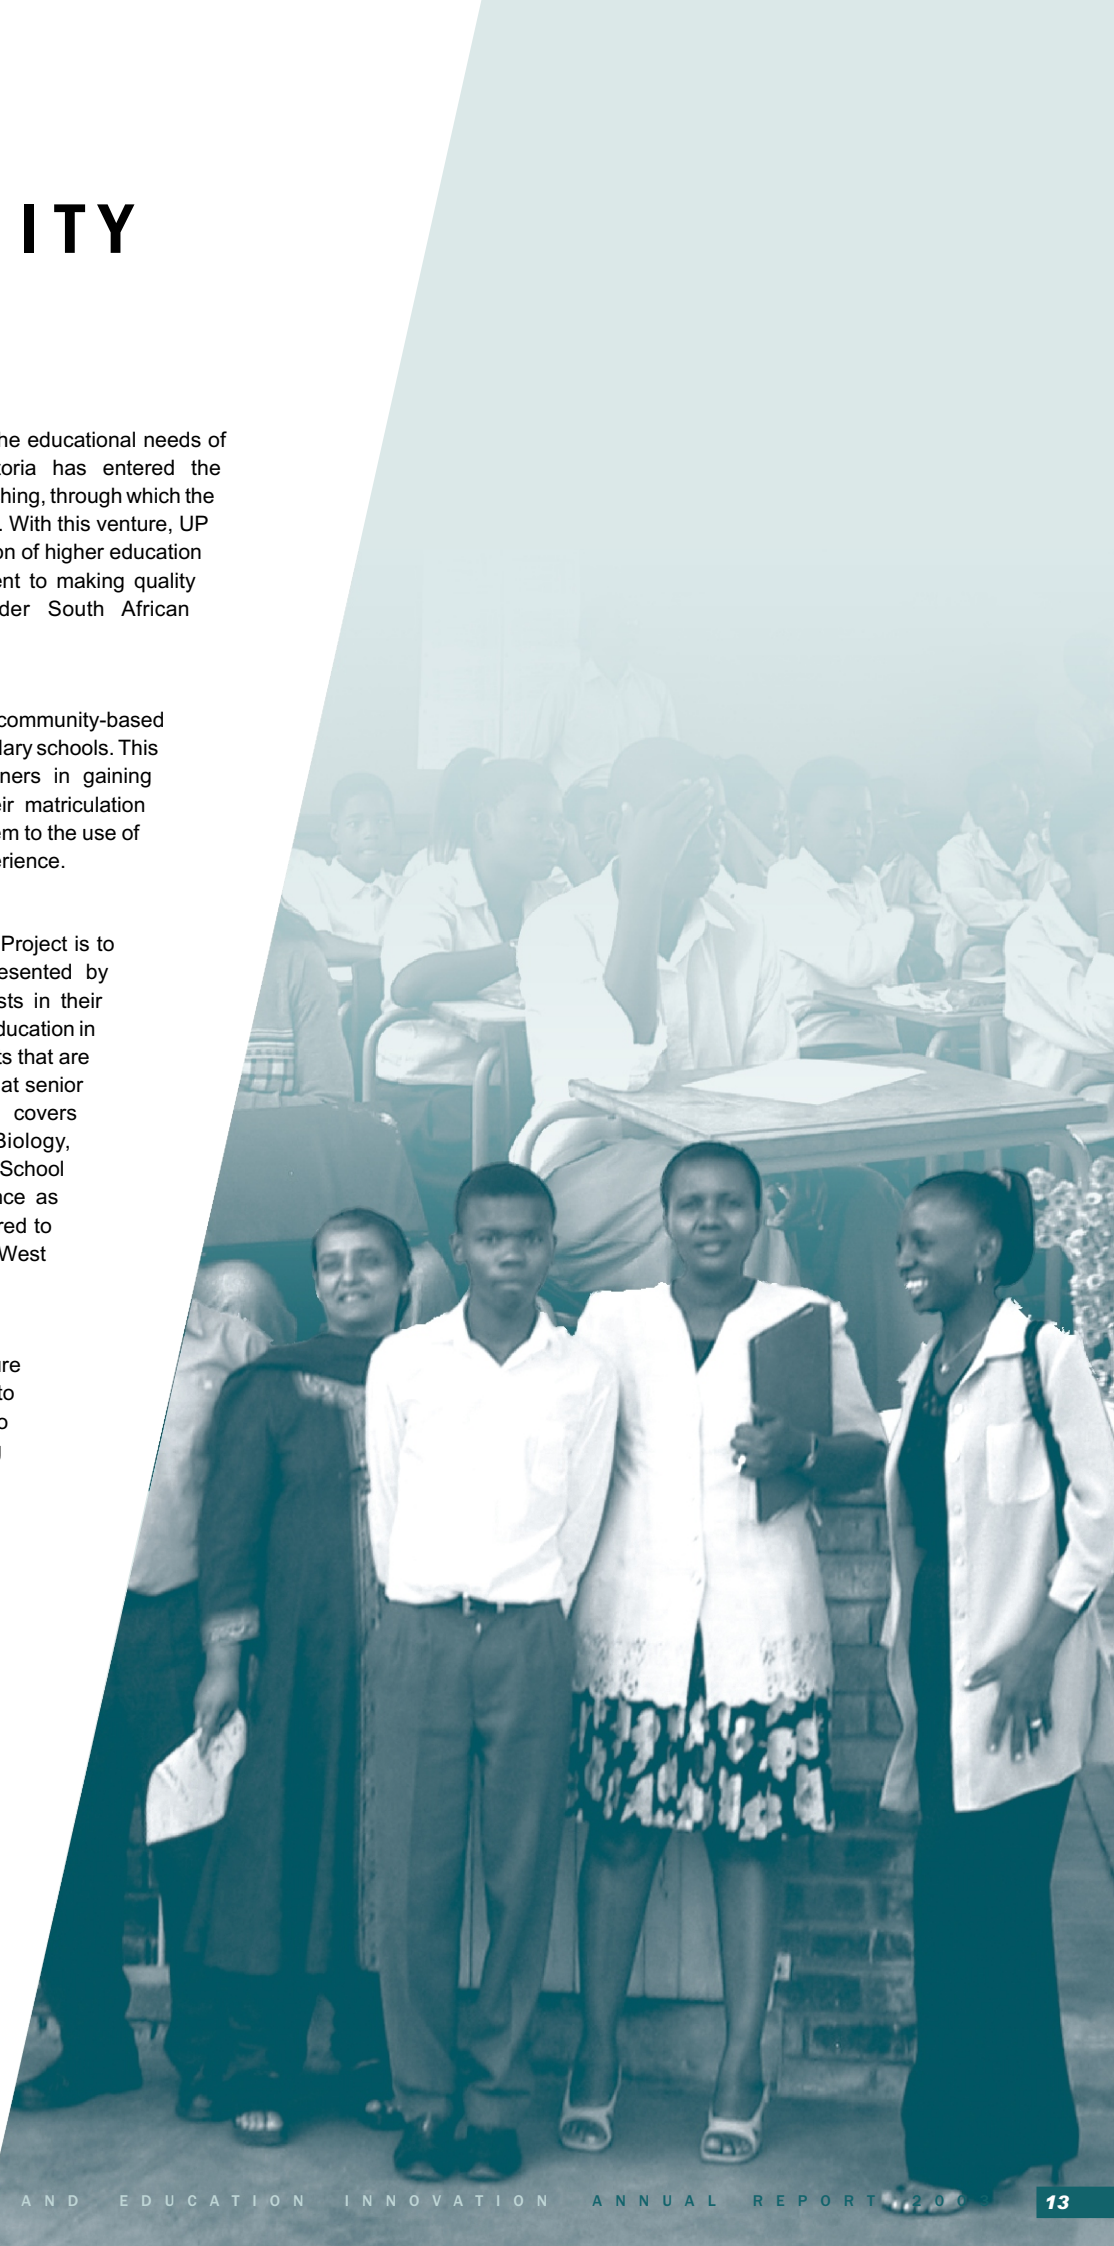 ITY
he educational needs of
toria has entered the
hing, through which the
. With this venture, UP
on of higher education
ent to making quality
der South African
community-based
dary schools. This
ners in gaining
eir matriculation
em to the use of
erience.
Project is to
esented by
sts in their
ducation in
ts that are
at senior
covers
Biology,
School
nce as
red to
West
ure
to
o
AND EDUCATION INNOVATION ANNUAL REPORT 2003
13